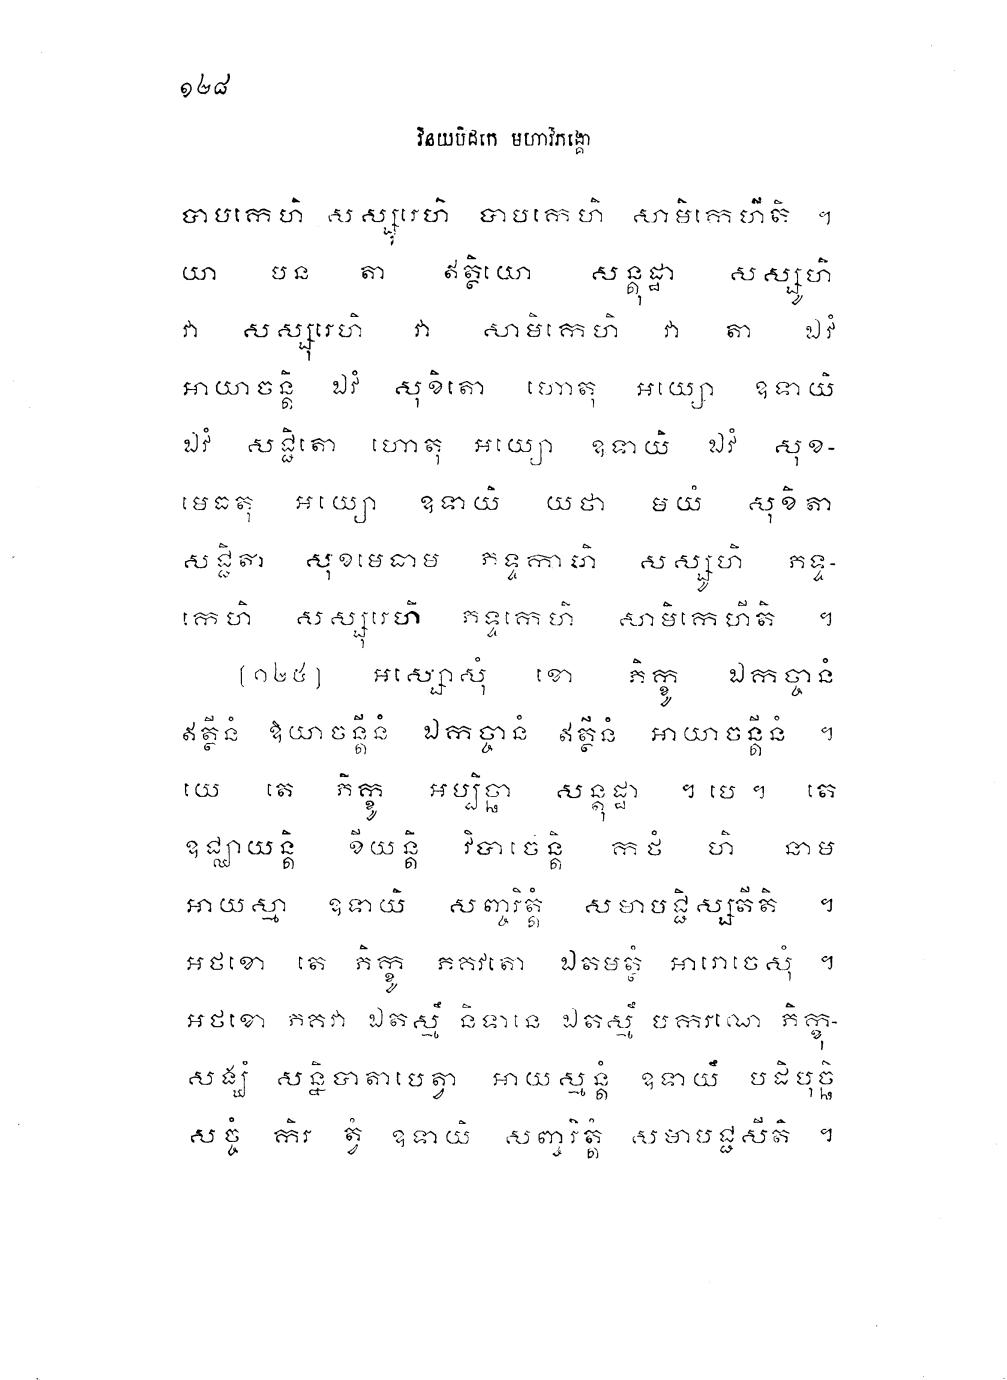 ១២៨
វិនយបិដកេ មហាវិភង្គោ
បាបកេហិ សស្សុរេហិ បាបកេហិ សាមិកេហីតិ ។
យា បន តា ឥត្ថិយោ សន្តុដ្ឋា សស្សូហិ
វា សស្សុរេហិ វា សាមិកេហិ វា តា ឯវំ
អាយាចន្តិ ឯវំ សុខិតោ ហោតុ អយ្យោ ឧទាយិ
ឯវំ សជ្ជិតោ ហោតុ អយ្យោ ឧទាយិ ឯវំ សុខ-
មេធតុ អយ្យោ ឧទាយិ យថា មយំ សុខិតា
សជ្ជិតា សុខមេធាម ភទ្ទកាហិ សស្សូហិ ភទ្ទ-
កេហិ សស្សុរេហិ ភទ្ទកេហិ សាមិកេហីតិ ។
[១២៥] អស្សោសុំ ខោ ភិក្ខូ ឯកច្ចានំ
ឥត្ថីនំ ឱយាចន្តីនំ ឯកច្ចានំ ឥត្ថីនំ អាយាចន្តីនំ ។
យេ តេ ភិក្ខូ អប្បិច្ឆា សន្តុដ្ឋា ។ បេ ។ តេ
ឧជ្ឈាយន្តិ ខីយន្តិ វិបាចេន្តិ កថំ ហិ នាម
អាយស្មា ឧទាយិ សញ្ចរិត្តំ សមាបជ្ជិស្សតីតិ ។
អថខោ តេ ភិក្ខូ ភគវតោ ឯតមត្ថំ អារោចេសុំ ។
អថខោ ភគវា ឯតស្មឹ និទានេ ឯតស្មឹ បការណេ ភិក្ខុ-
សង្ឃំ សន្និបាតាបេត្វា អាយស្មន្តំ ឧទាយឹ បដិបុច្ឆិ
សច្ចំ កិរ ត្វំ ឧទាយិ សញ្ចរិត្តំ សមាបជ្ជសីតិ ។